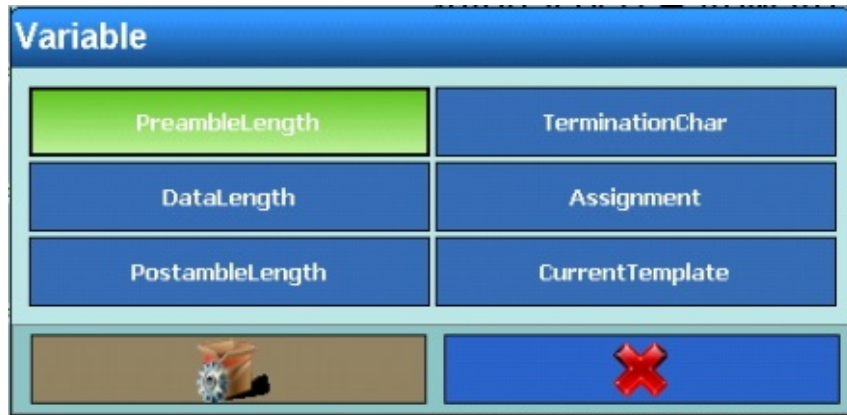 Variable
PreambleLength
TerminationChar
DataLength
Assignment
PostambleLength
CurrentTemplate